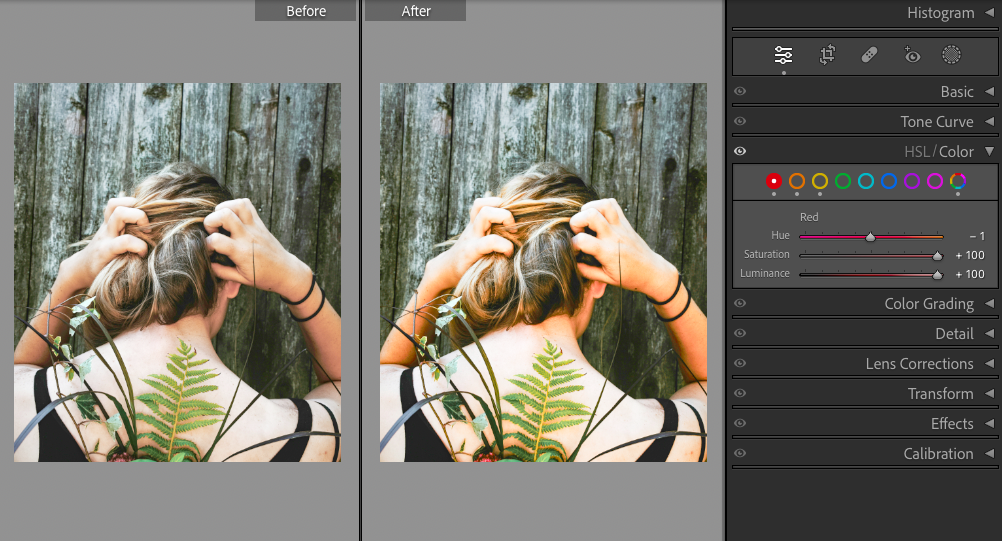 Before
After
Histogram
Basic
Tone Curve
HSL / Color
Red
Hue − 1
Saturation + 100
Luminance + 100
Color Grading
Detail
Lens Corrections
Transform
Effects
Calibration